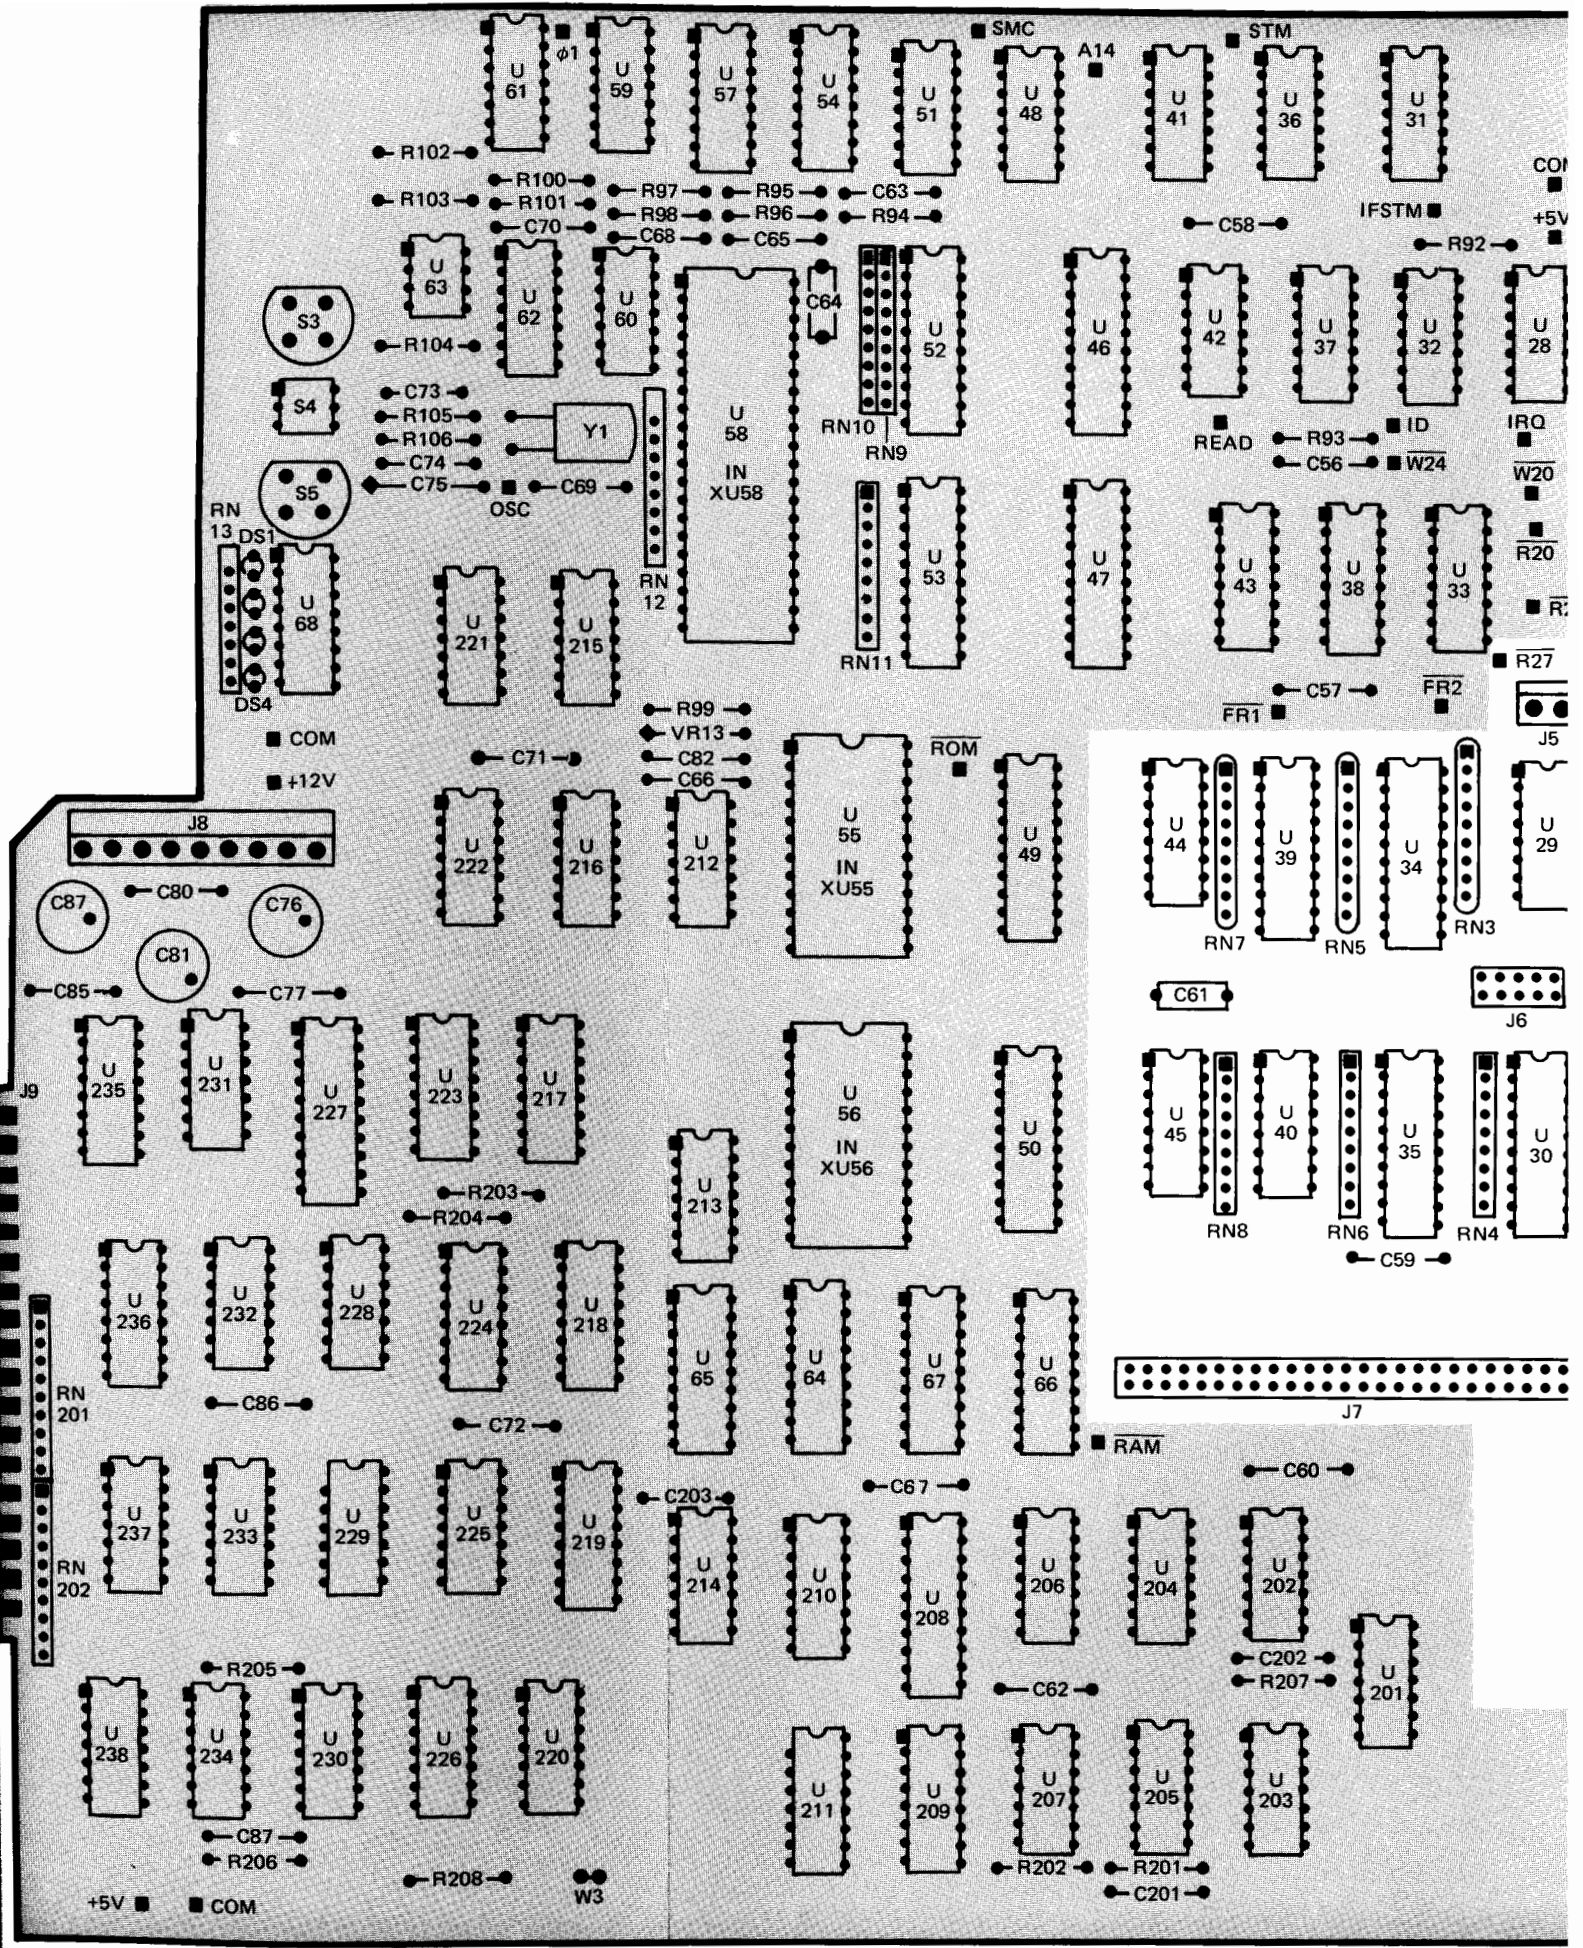 SMC
STM
φ1
A14
U 61
U 59
U 57
U 54
U 51
U 48
U 41
U 36
U 31
R102
R100
R97
R95
C63
R103
R101
R98
R96
R94
IFSTM
C70
C68
C65
C58
+5V
R92
U 63
U 62
U 60
C64
U 52
U 46
U 42
U 37
U 32
U 28
S3
R104
S4
C73
R105
R106
C74
C75
Y1
U 58 IN XU58
RN10
RN9
READ
R93
C56
ID
W24
IRQ
W20
R20
S5
OSC
C69
RN 13
DS1
U 68
DS4
U 221
U 215
RN 12
RN11
U 53
U 47
U 43
U 38
U 33
R27
COM
+12V
R99
VR13
C82
C66
C71
ROM
FR1
C57
FR2
J5
J8
U 222
U 216
U 212
U 55 IN XU55
U 49
U 44
U 39
U 34
U 29
RN7
RN5
RN3
C87
C80
C76
C81
C85
C77
C61
J6
J9
U 235
U 231
U 227
U 223
U 217
U 213
U 56 IN XU56
U 50
U 45
U 40
U 35
U 30
R203
R204
RN8
RN6
C59
RN4
U 236
U 232
U 228
U 224
U 218
U 65
U 64
U 67
U 66
RN 201
C86
C72
J7
RAM
C203
C67
C60
U 237
U 233
U 229
U 225
U 219
U 214
U 210
U 208
U 206
U 204
U 202
RN 202
R205
C62
C202
R207
U 201
U 238
U 234
U 230
U 226
U 220
U 211
U 209
U 207
U 205
U 203
C87
R206
R208
W3
R202
R201
C201
+5V
COM